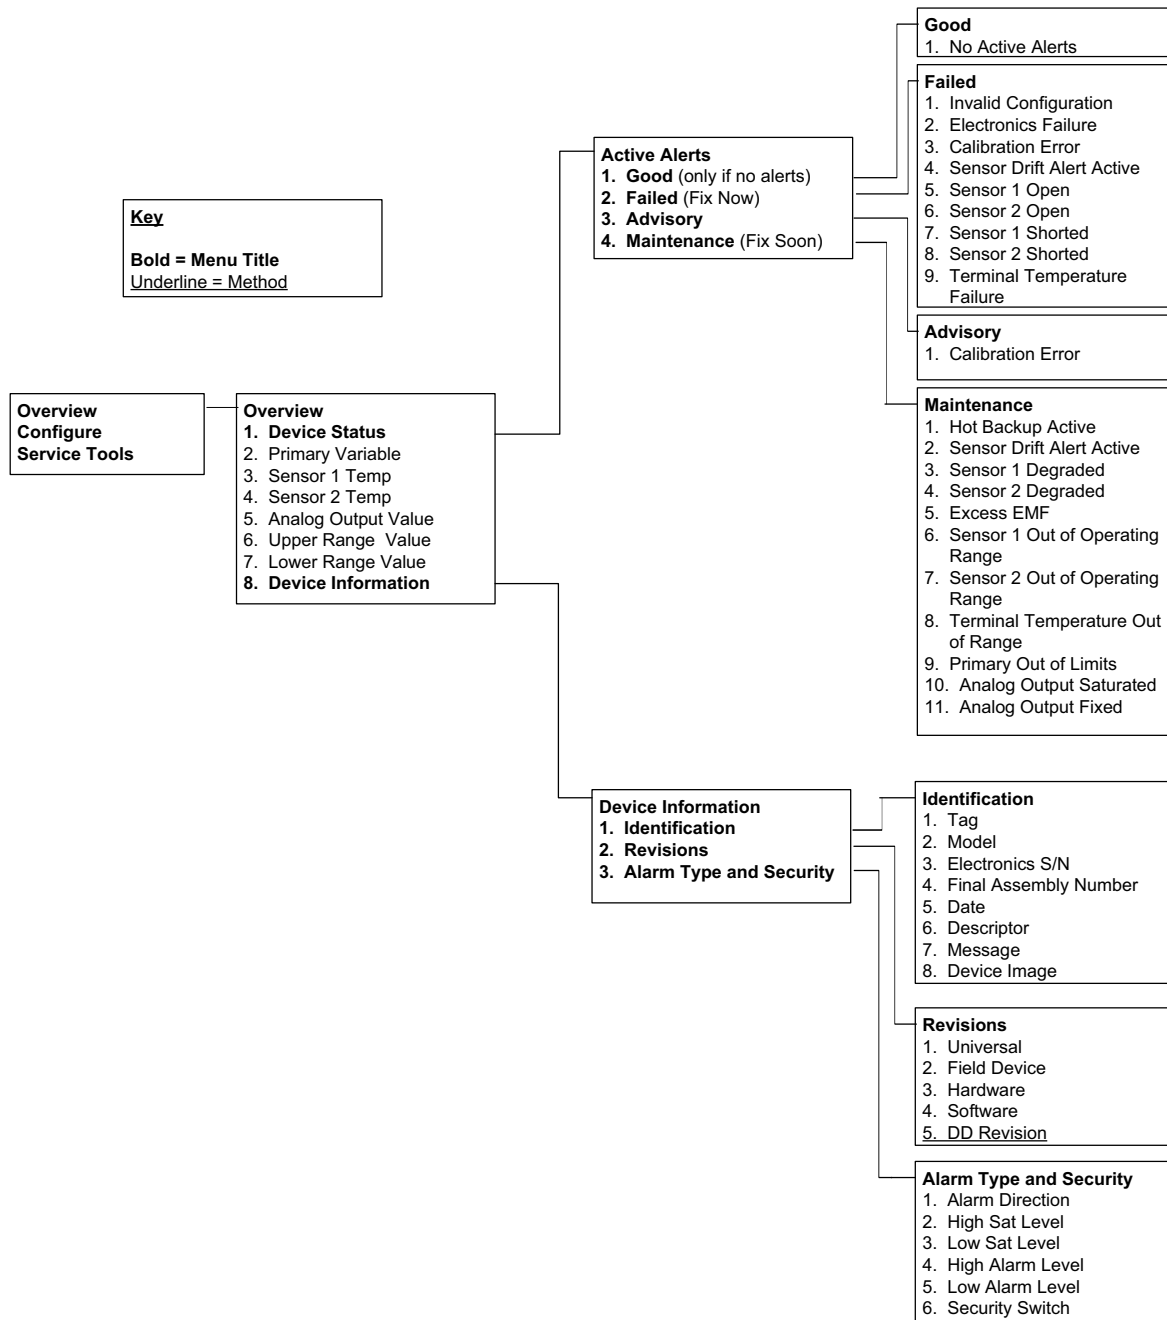 Key
Bold = Menu Title
Underline = Method
Overview
Configure
Service Tools
Overview
1. Device Status
2. Primary Variable
3. Sensor 1 Temp
4. Sensor 2 Temp
5. Analog Output Value
6. Upper Range  Value
7. Lower Range Value
8. Device Information
Active Alerts
1. Good (only if no alerts)
2. Failed (Fix Now)
3. Advisory
4. Maintenance (Fix Soon)
Good
1. No Active Alerts
Failed
1. Invalid Configuration
2. Electronics Failure
3. Calibration Error
4. Sensor Drift Alert Active
5. Sensor 1 Open
6. Sensor 2 Open
7. Sensor 1 Shorted
8. Sensor 2 Shorted
9. Terminal Temperature
Failure
Advisory
1. Calibration Error
Maintenance
1. Hot Backup Active
2. Sensor Drift Alert Active
3. Sensor 1 Degraded
4. Sensor 2 Degraded
5. Excess EMF
6. Sensor 1 Out of Operating
Range
7. Sensor 2 Out of Operating
Range
8. Terminal Temperature Out
of Range
9. Primary Out of Limits
10. Analog Output Saturated
11. Analog Output Fixed
Device Information
1. Identification
2. Revisions
3. Alarm Type and Security
Identification
1. Tag
2. Model
3. Electronics S/N
4. Final Assembly Number
5. Date
6. Descriptor
7. Message
8. Device Image
Revisions
1. Universal
2. Field Device
3. Hardware
4. Software
5. DD Revision
Alarm Type and Security
1. Alarm Direction
2. High Sat Level
3. Low Sat Level
4. High Alarm Level
5. Low Alarm Level
6. Security Switch